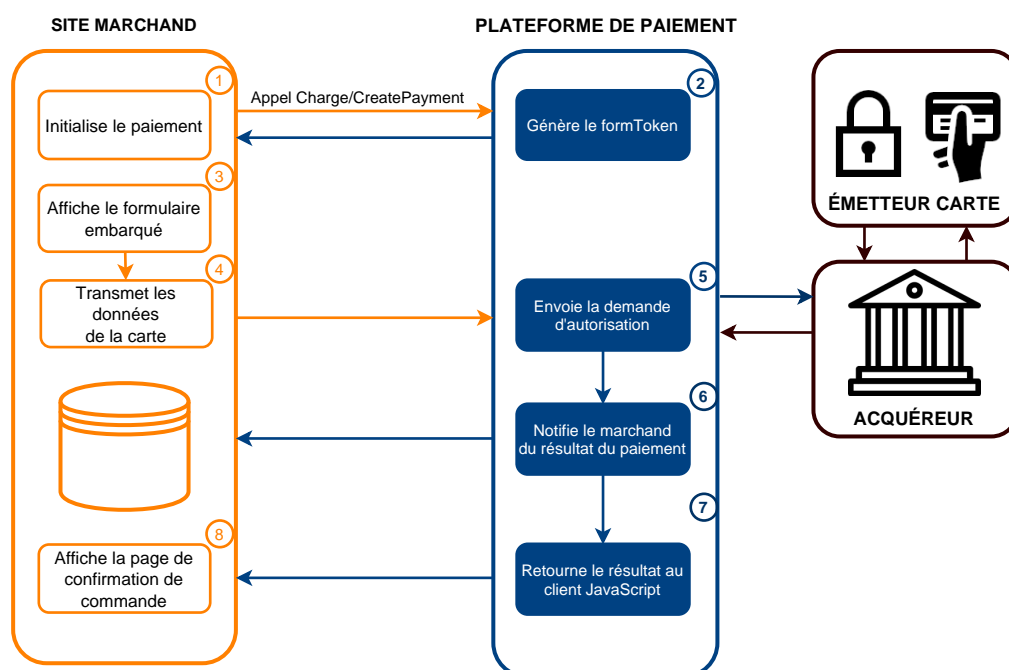 SITE MARCHAND
PLATEFORME DE PAIEMENT
1
Initialise le paiement
Appel Charge/CreatePayment
2
Génère le formToken
3
Affiche le formulaire
embarqué
4
Transmet les
données
de la carte
5
Envoie la demande
d'autorisation
ÉMETTEUR CARTE
ACQUÉREUR
6
Notifie le marchand
du résultat du paiement
7
Retourne le résultat au
client JavaScript
8
Affiche la page de
confirmation de
commande